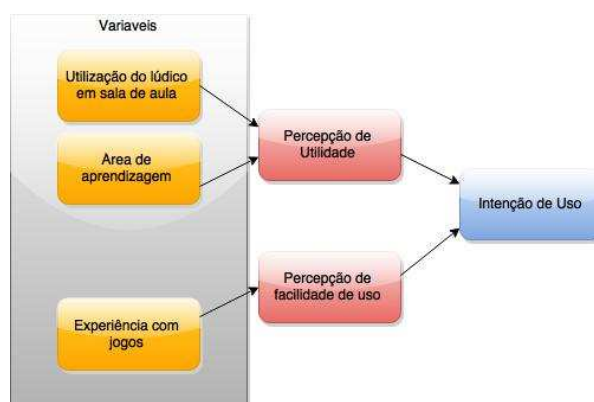 Variaveis
Utilização do lúdico
em sala de aula
Area de
aprendizagem
Experiência com
jogos
Percepção de
Utilidade
Percepção de
facilidade de uso
Intenção de Uso